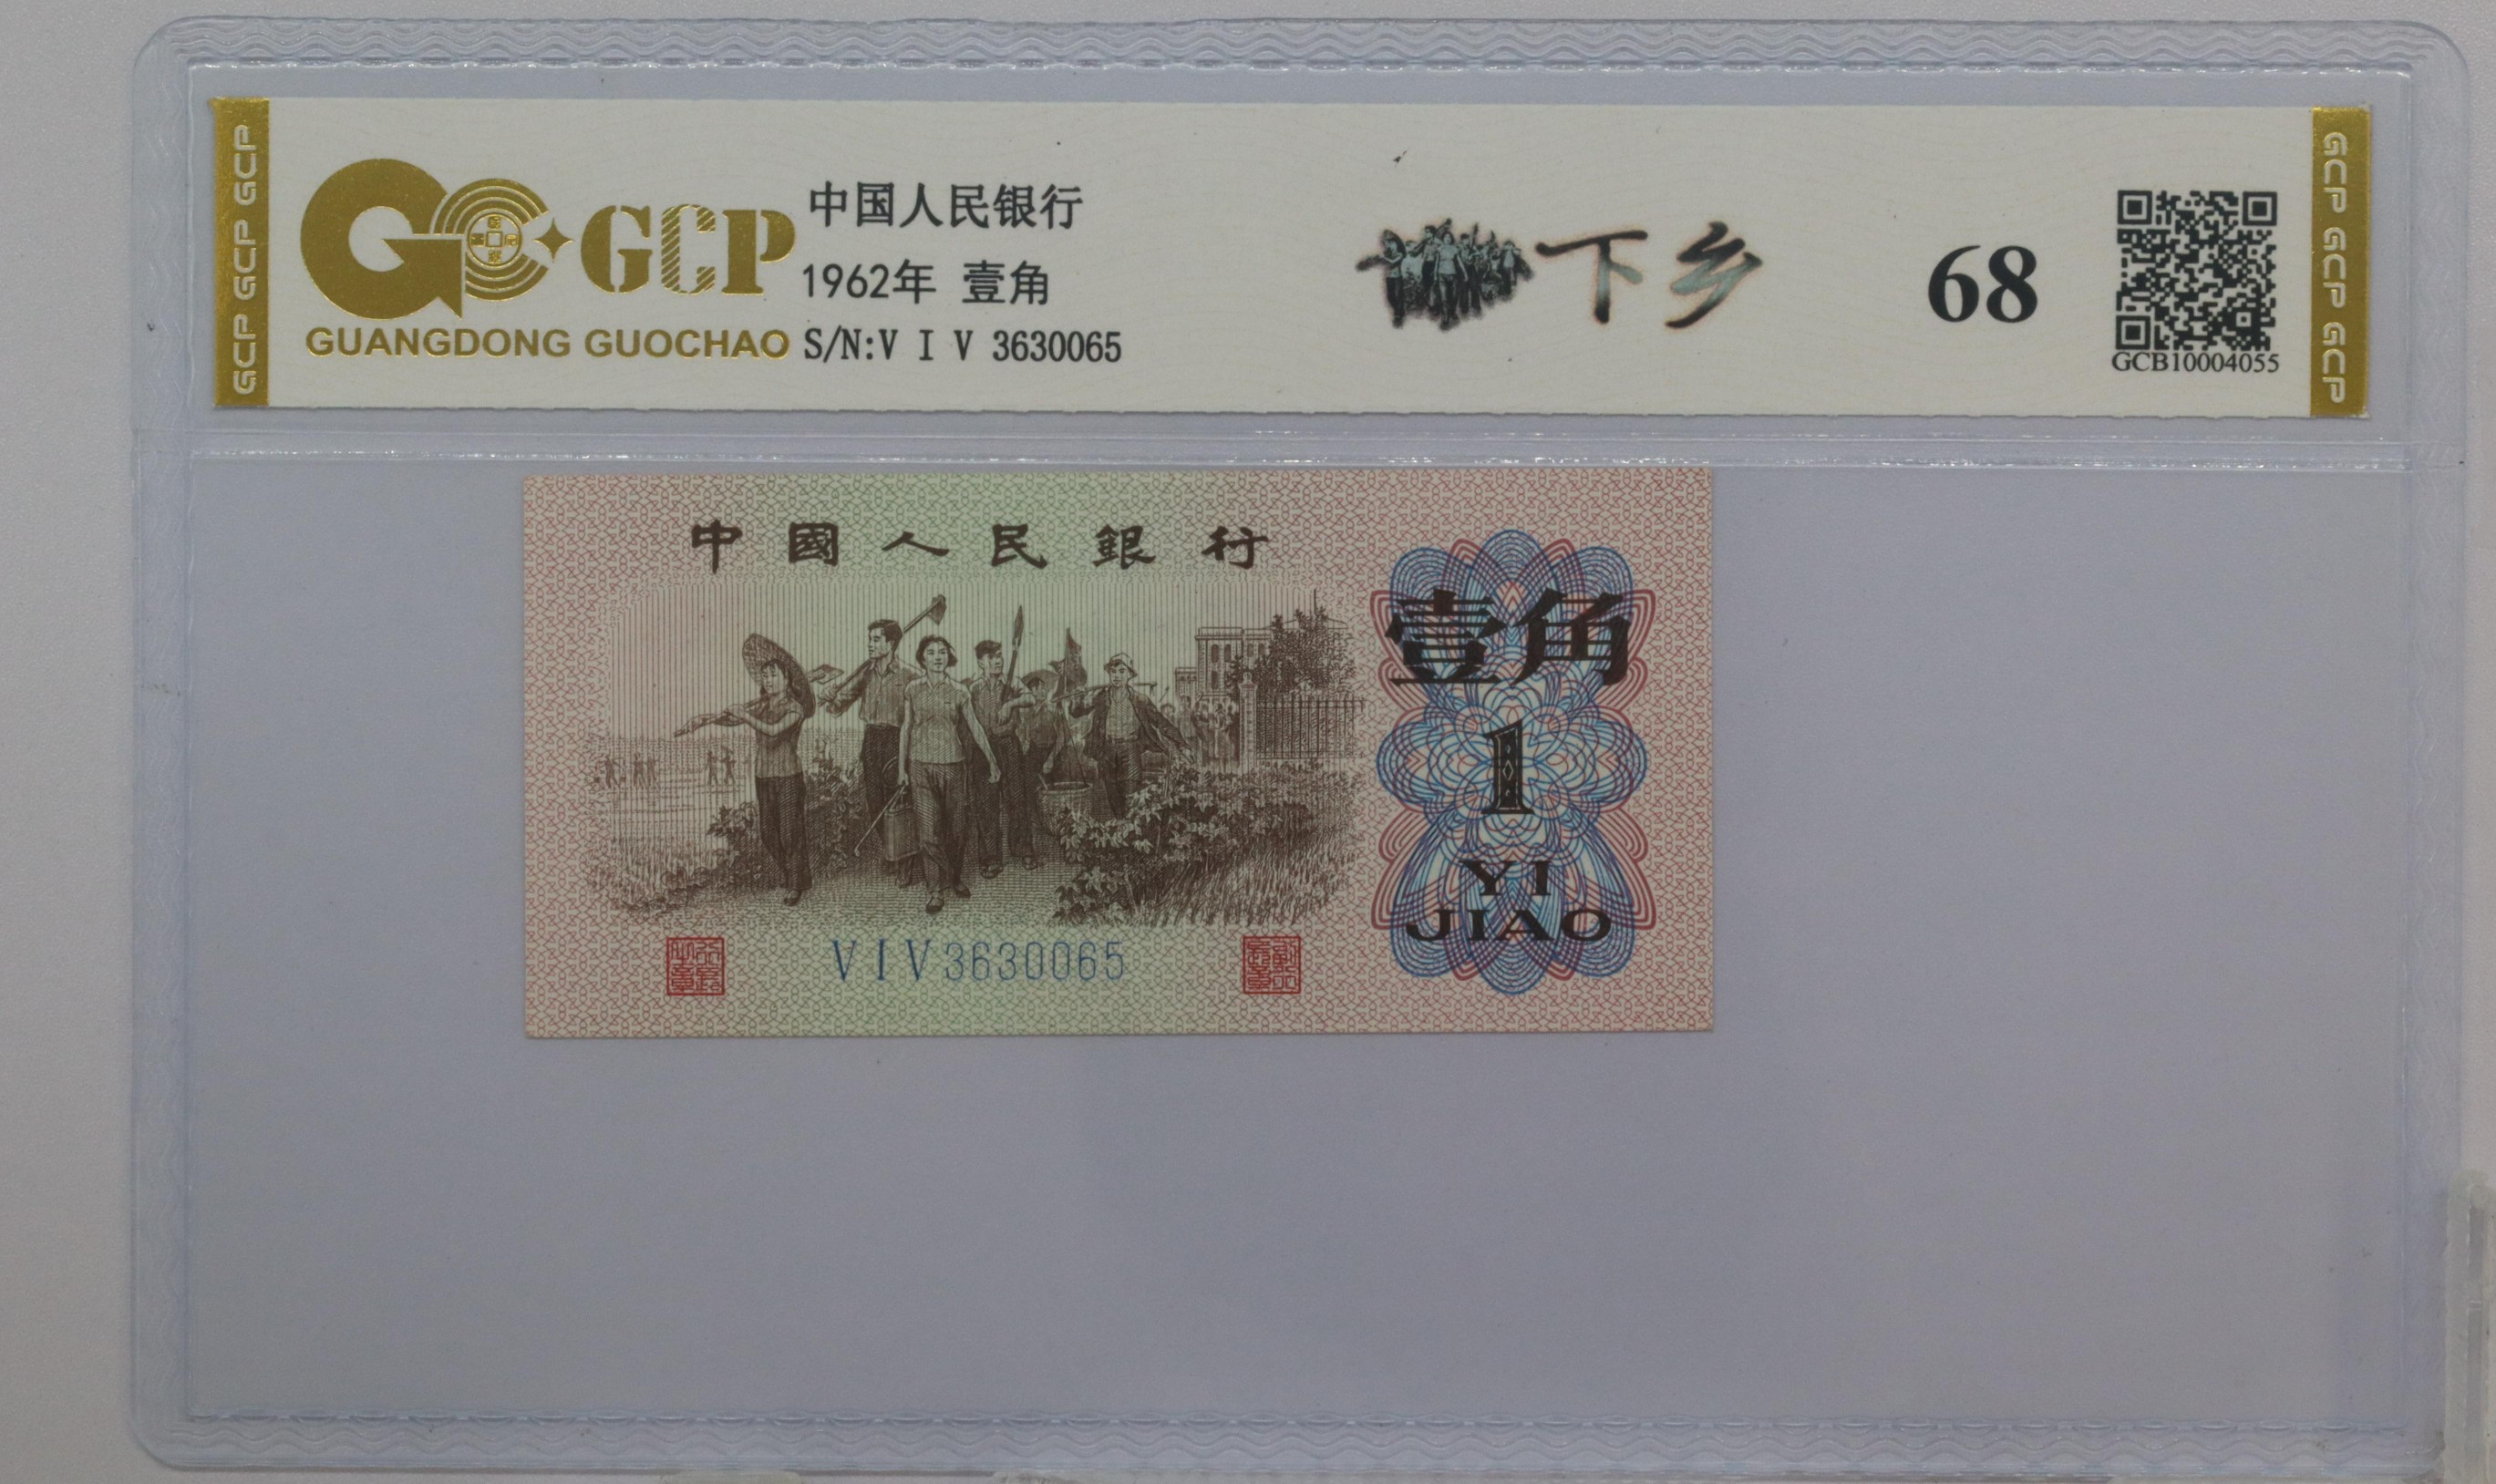 GCP GCP GCP
GCP
GUANGDONG GUOCHAO
中国人民银行
1962年 壹角
S/N:V I V 3630065
下乡
68
GCB10004055
GCP GCP GCP
中國人民銀行
壹角
1
YI
JIAO
V I V 3630065